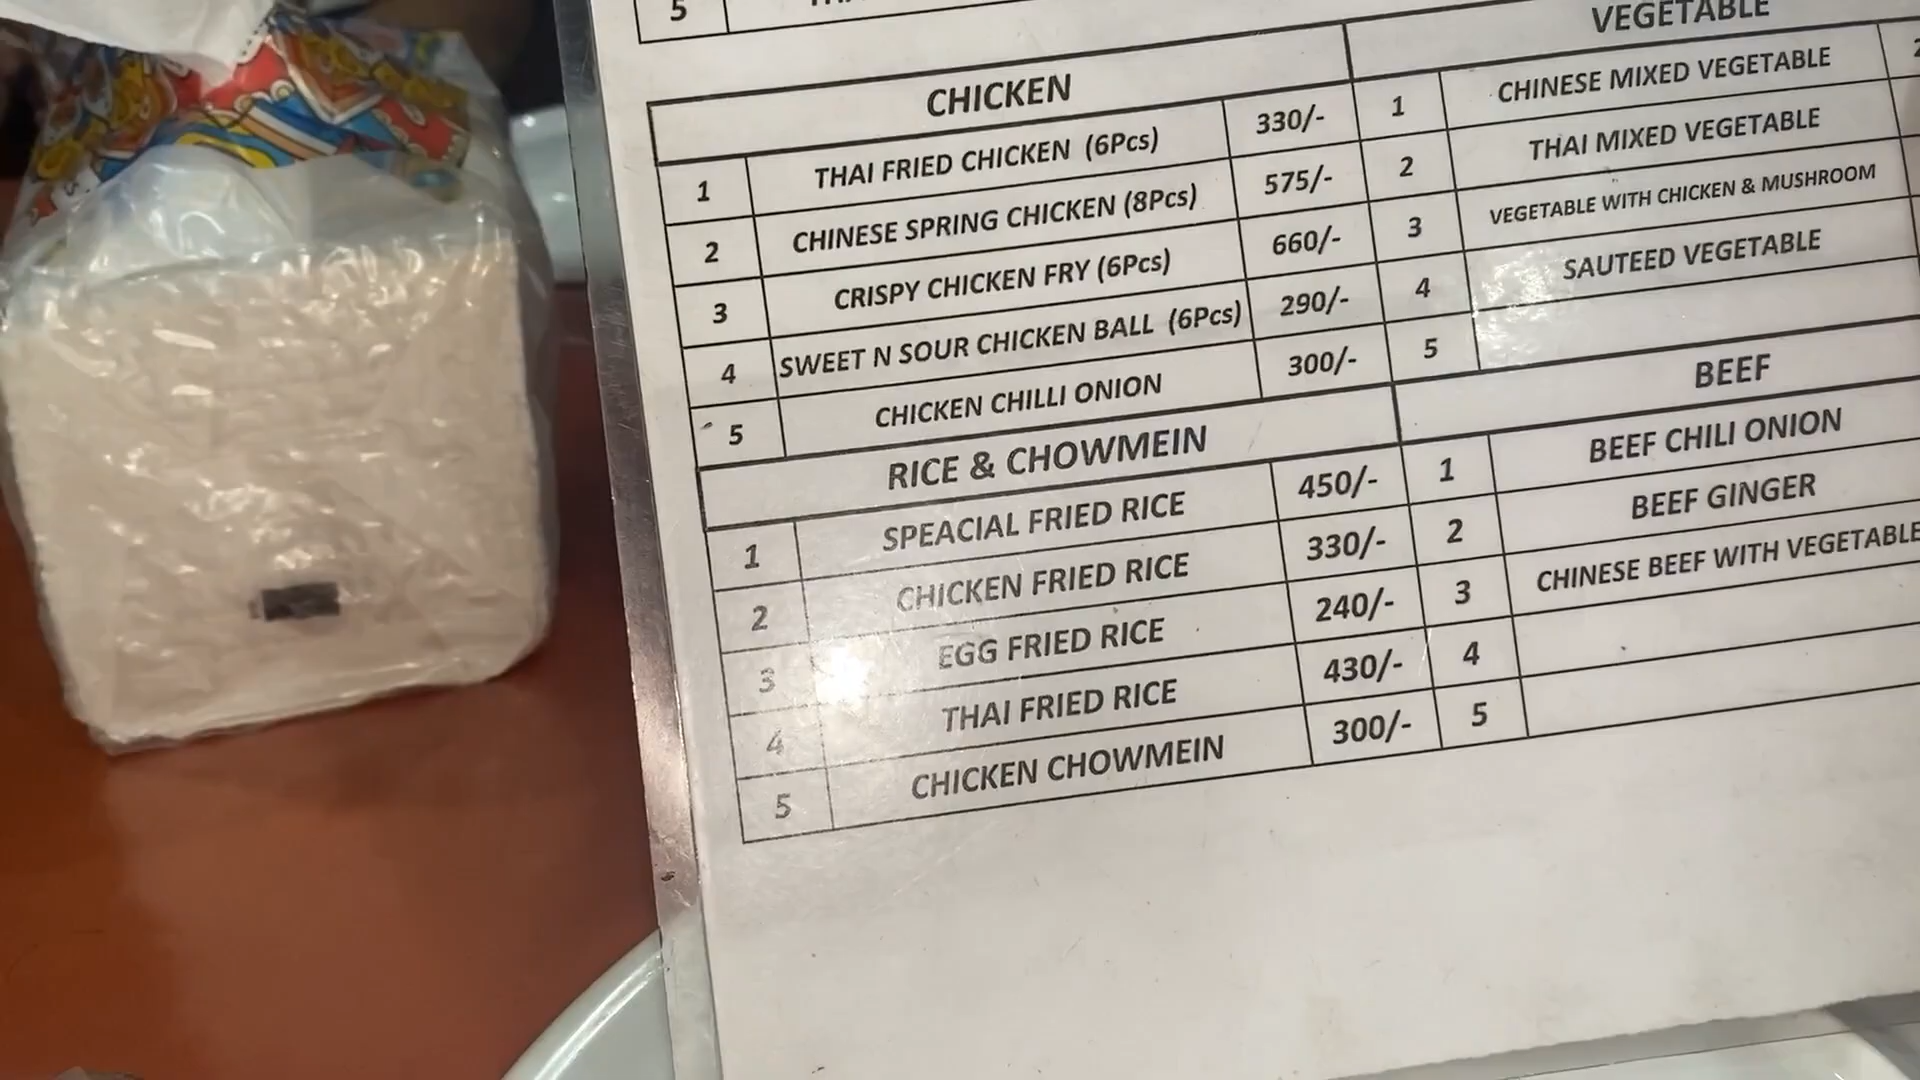 5
CHICKEN
1 THAI FRIED CHICKEN (6Pcs) 330/-
2 CHINESE SPRING CHICKEN (8Pcs) 575/-
3 CRISPY CHICKEN FRY (6Pcs) 660/-
4 SWEET N SOUR CHICKEN BALL (6Pcs) 290/-
5 CHICKEN CHILLI ONION 300/-
RICE & CHOWMEIN
1 SPEACIAL FRIED RICE 450/-
2 CHICKEN FRIED RICE 330/-
3 EGG FRIED RICE 240/-
4 THAI FRIED RICE 430/-
5 CHICKEN CHOWMEIN 300/-
VEGETABLE
1 CHINESE MIXED VEGETABLE
2 THAI MIXED VEGETABLE
3 VEGETABLE WITH CHICKEN & MUSHROOM
4 SAUTEED VEGETABLE
5
BEEF
1 BEEF CHILI ONION
2 BEEF GINGER
3 CHINESE BEEF WITH VEGETABLE
4
5